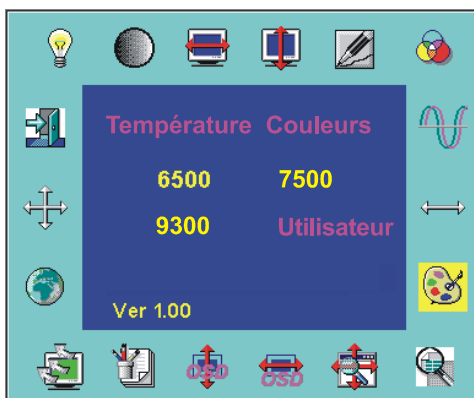 Température Couleurs
6500 7500
9300 Utilisateur
Ver 1.00
OSD OSD